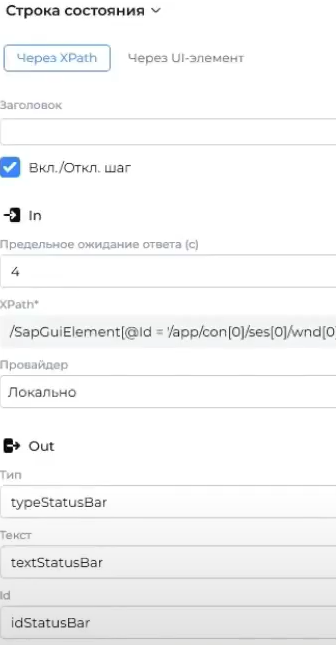 Строка состояния
Через XPath
Через UI-элемент
Заголовок
Вкл./Откл. шаг
In
Предельное ожидание ответа (с)
4
XPath*
/SapGuiElement[@Id = '/app/con[0]/ses[0]/wnd[0]
Провайдер
Локально
Out
Тип
typeStatusBar
Текст
textStatusBar
Id
idStatusBar